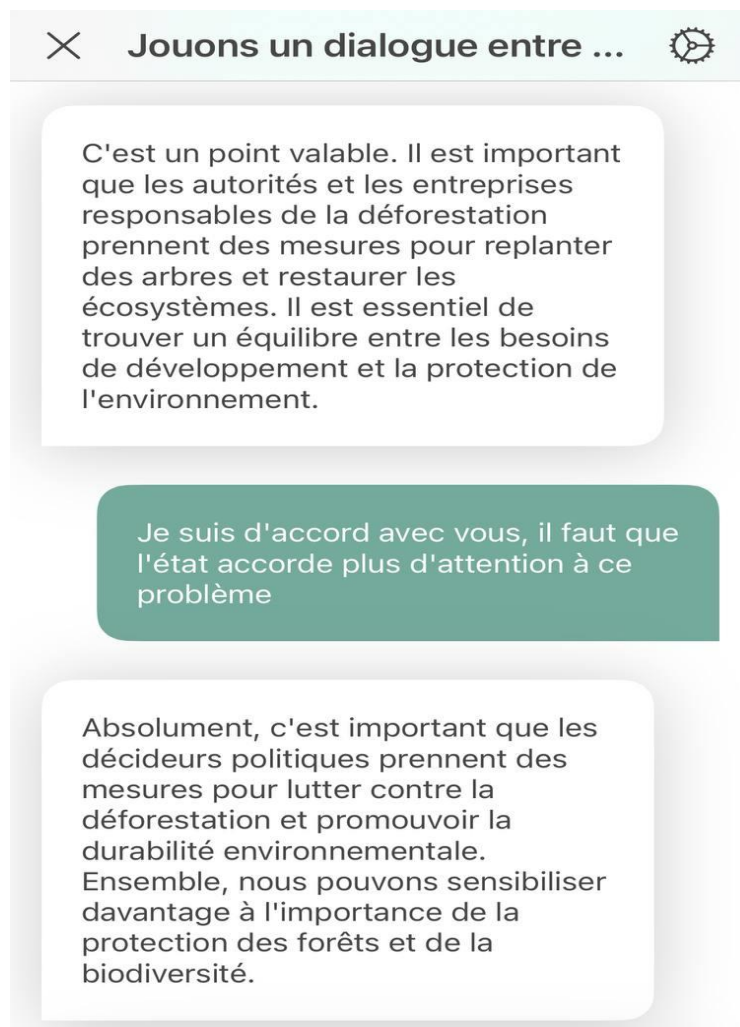 Jouons un dialogue entre ...
C'est un point valable. Il est important
que les autorités et les entreprises
responsables de la déforestation
prennent des mesures pour replanter
des arbres et restaurer les
écosystèmes. Il est essentiel de
trouver un équilibre entre les besoins
de développement et la protection de
l'environnement.
Je suis d'accord avec vous, il faut que
l'état accorde plus d'attention à ce
problème
Absolument, c'est important que les
décideurs politiques prennent des
mesures pour lutter contre la
déforestation et promouvoir la
durabilité environnementale.
Ensemble, nous pouvons sensibiliser
davantage à l'importance de la
protection des forêts et de la
biodiversité.